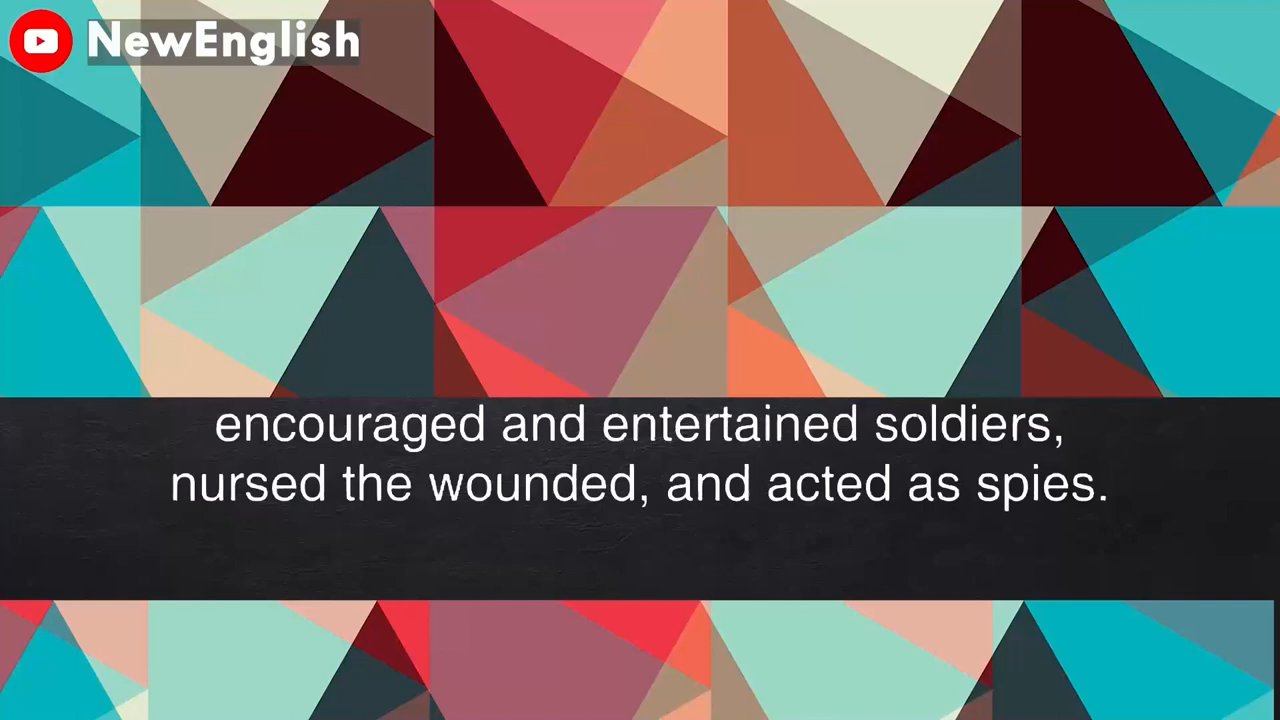 NewEnglish
encouraged and entertained soldiers,
nursed the wounded, and acted as spies.